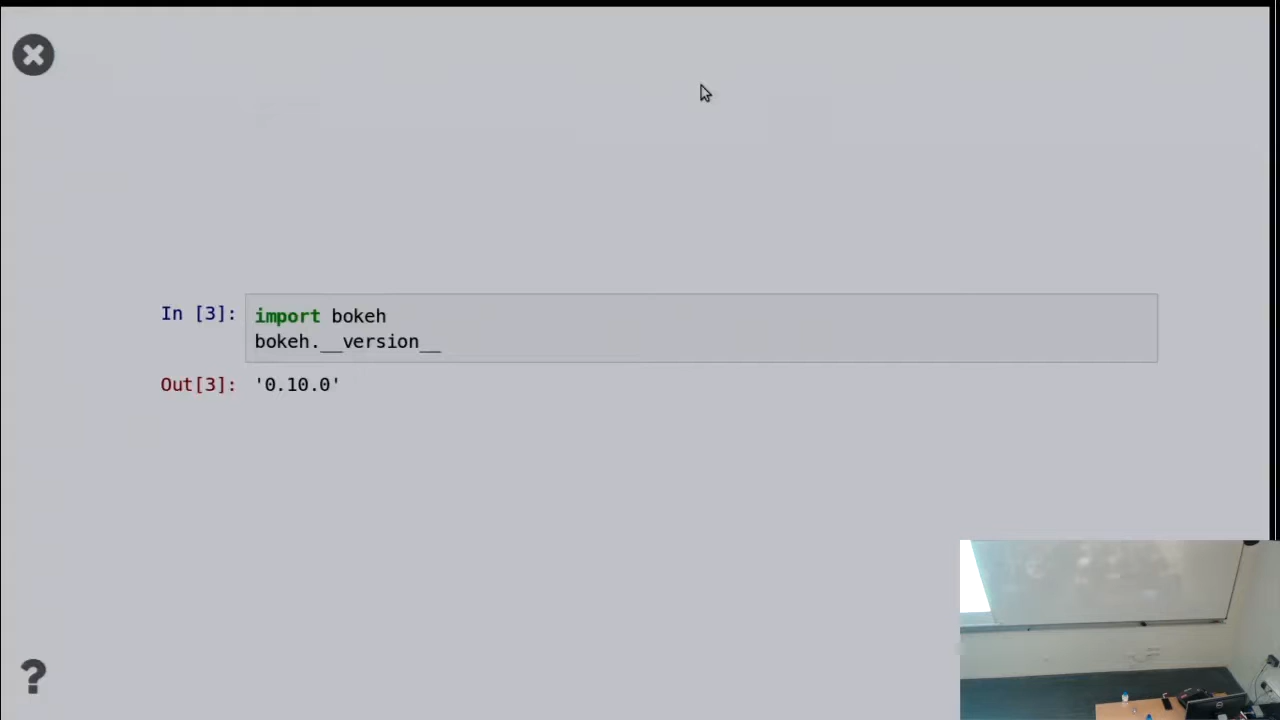 In [3]: import bokeh
bokeh.__version__
Out[3]: '0.10.0'
?